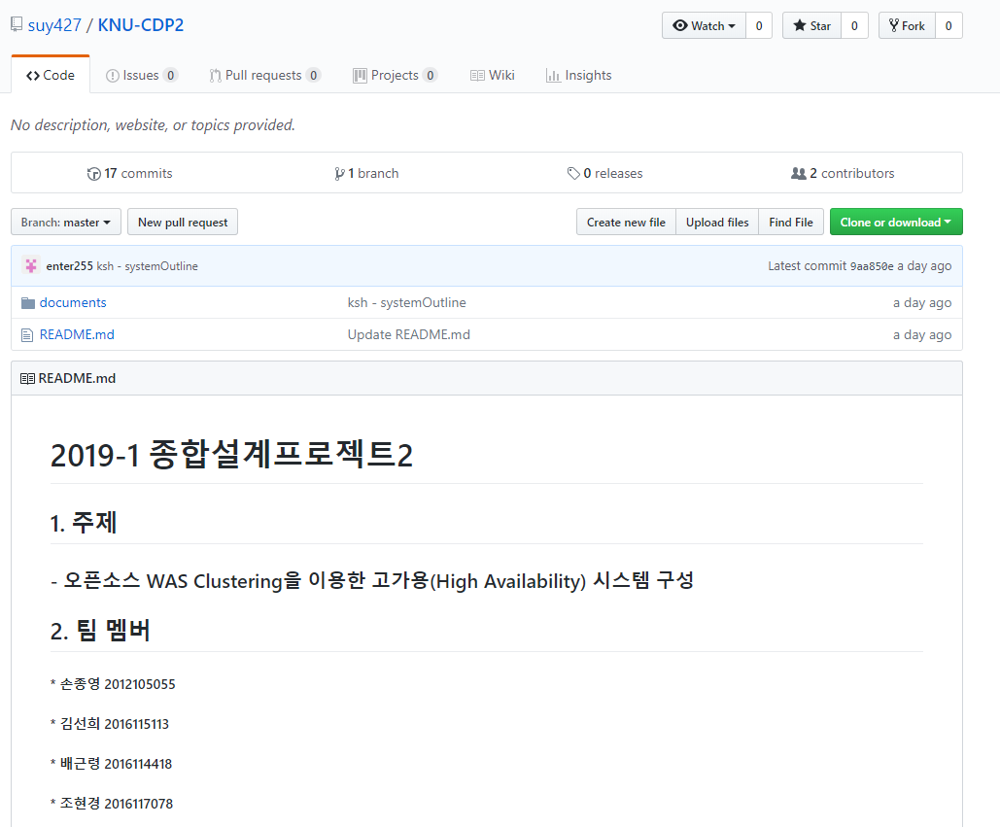 suy427 / KNU-CDP2 Watch 0 Star 0 Fork 0
Code Issues 0 Pull requests 0 Projects 0 Wiki Insights
No description, website, or topics provided.
17 commits 1 branch 0 releases 2 contributors
Branch: master New pull request Create new file Upload files Find File Clone or download
enter255 ksh - systemOutline Latest commit 9aa850e a day ago
documents ksh - systemOutline a day ago
README.md Update README.md a day ago
README.md
2019-1 종합설계프로젝트2
1. 주제
- 오픈소스 WAS Clustering을 이용한 고가용(High Availability) 시스템 구성
2. 팀 멤버
* 손종영 2012105055
* 김선희 2016115113
* 배근령 2016114418
* 조현경 2016117078